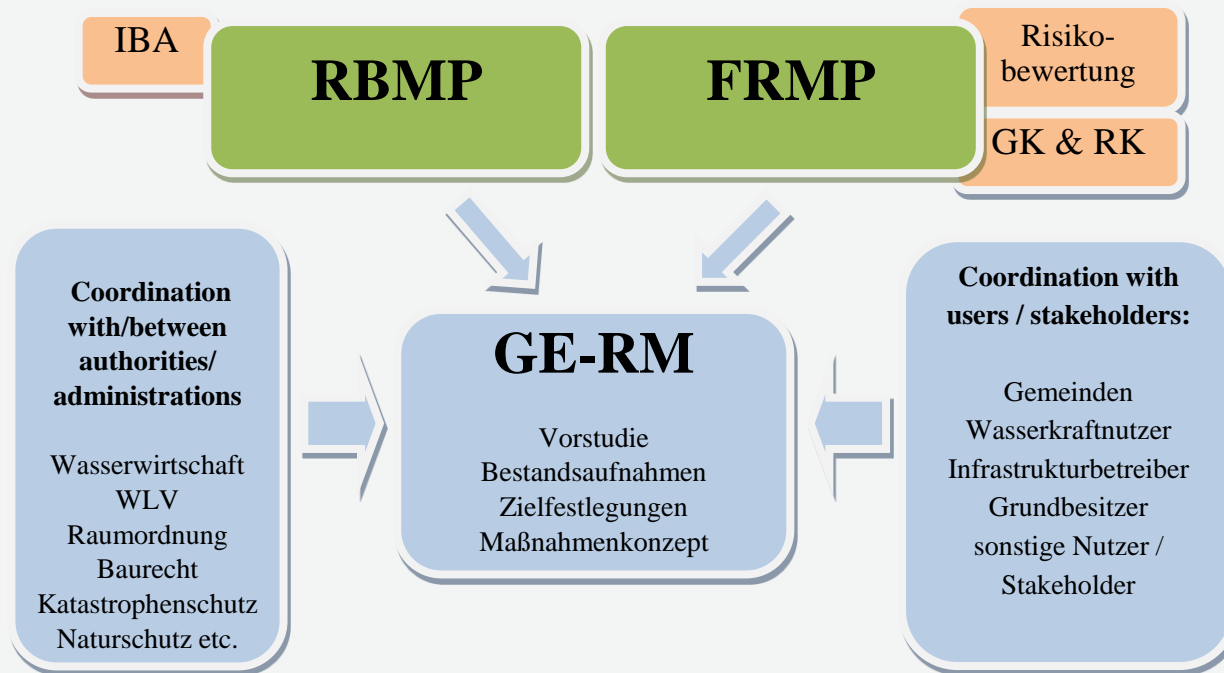 IBA
RBMP
FRMP
Risiko-
bewertung
GK & RK
Coordination
with/between
authorities/
administrations
Wasserwirtschaft
WLV
Raumordnung
Baurecht
Katastrophenschutz
Naturschutz etc.
GE-RM
Vorstudie
Bestandsaufnahmen
Zielfestlegungen
Maßnahmenkonzept
Coordination with
users / stakeholders:
Gemeinden
Wasserkraftnutzer
Infrastrukturbetreiber
Grundbesitzer
sonstige Nutzer /
Stakeholder